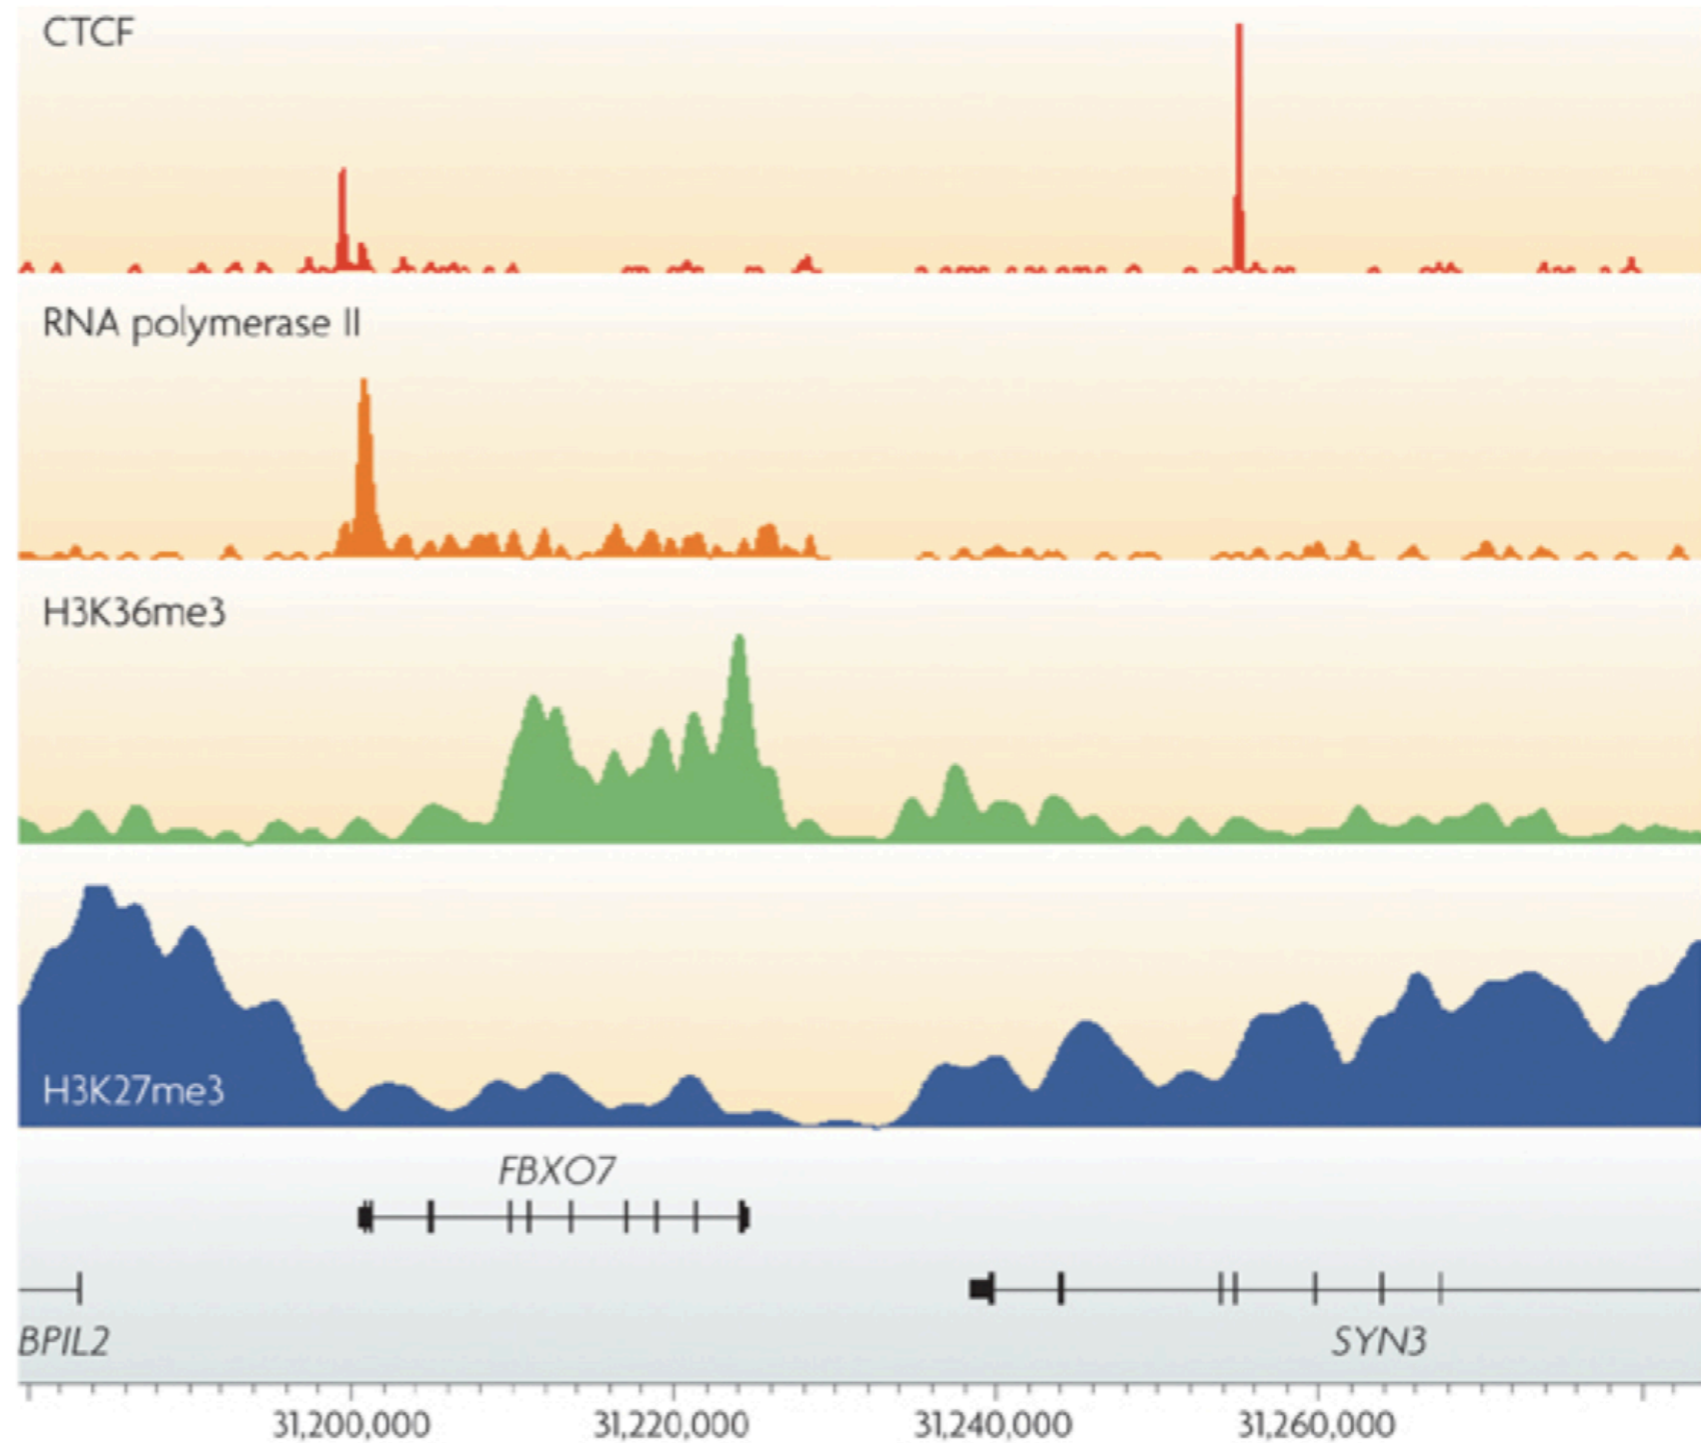 CTCF
RNA polymerase II
H3K36me3
H3K27me3
FBXO7
BPIL2
SYN3
31,200,000 31,220,000 31,240,000 31,260,000